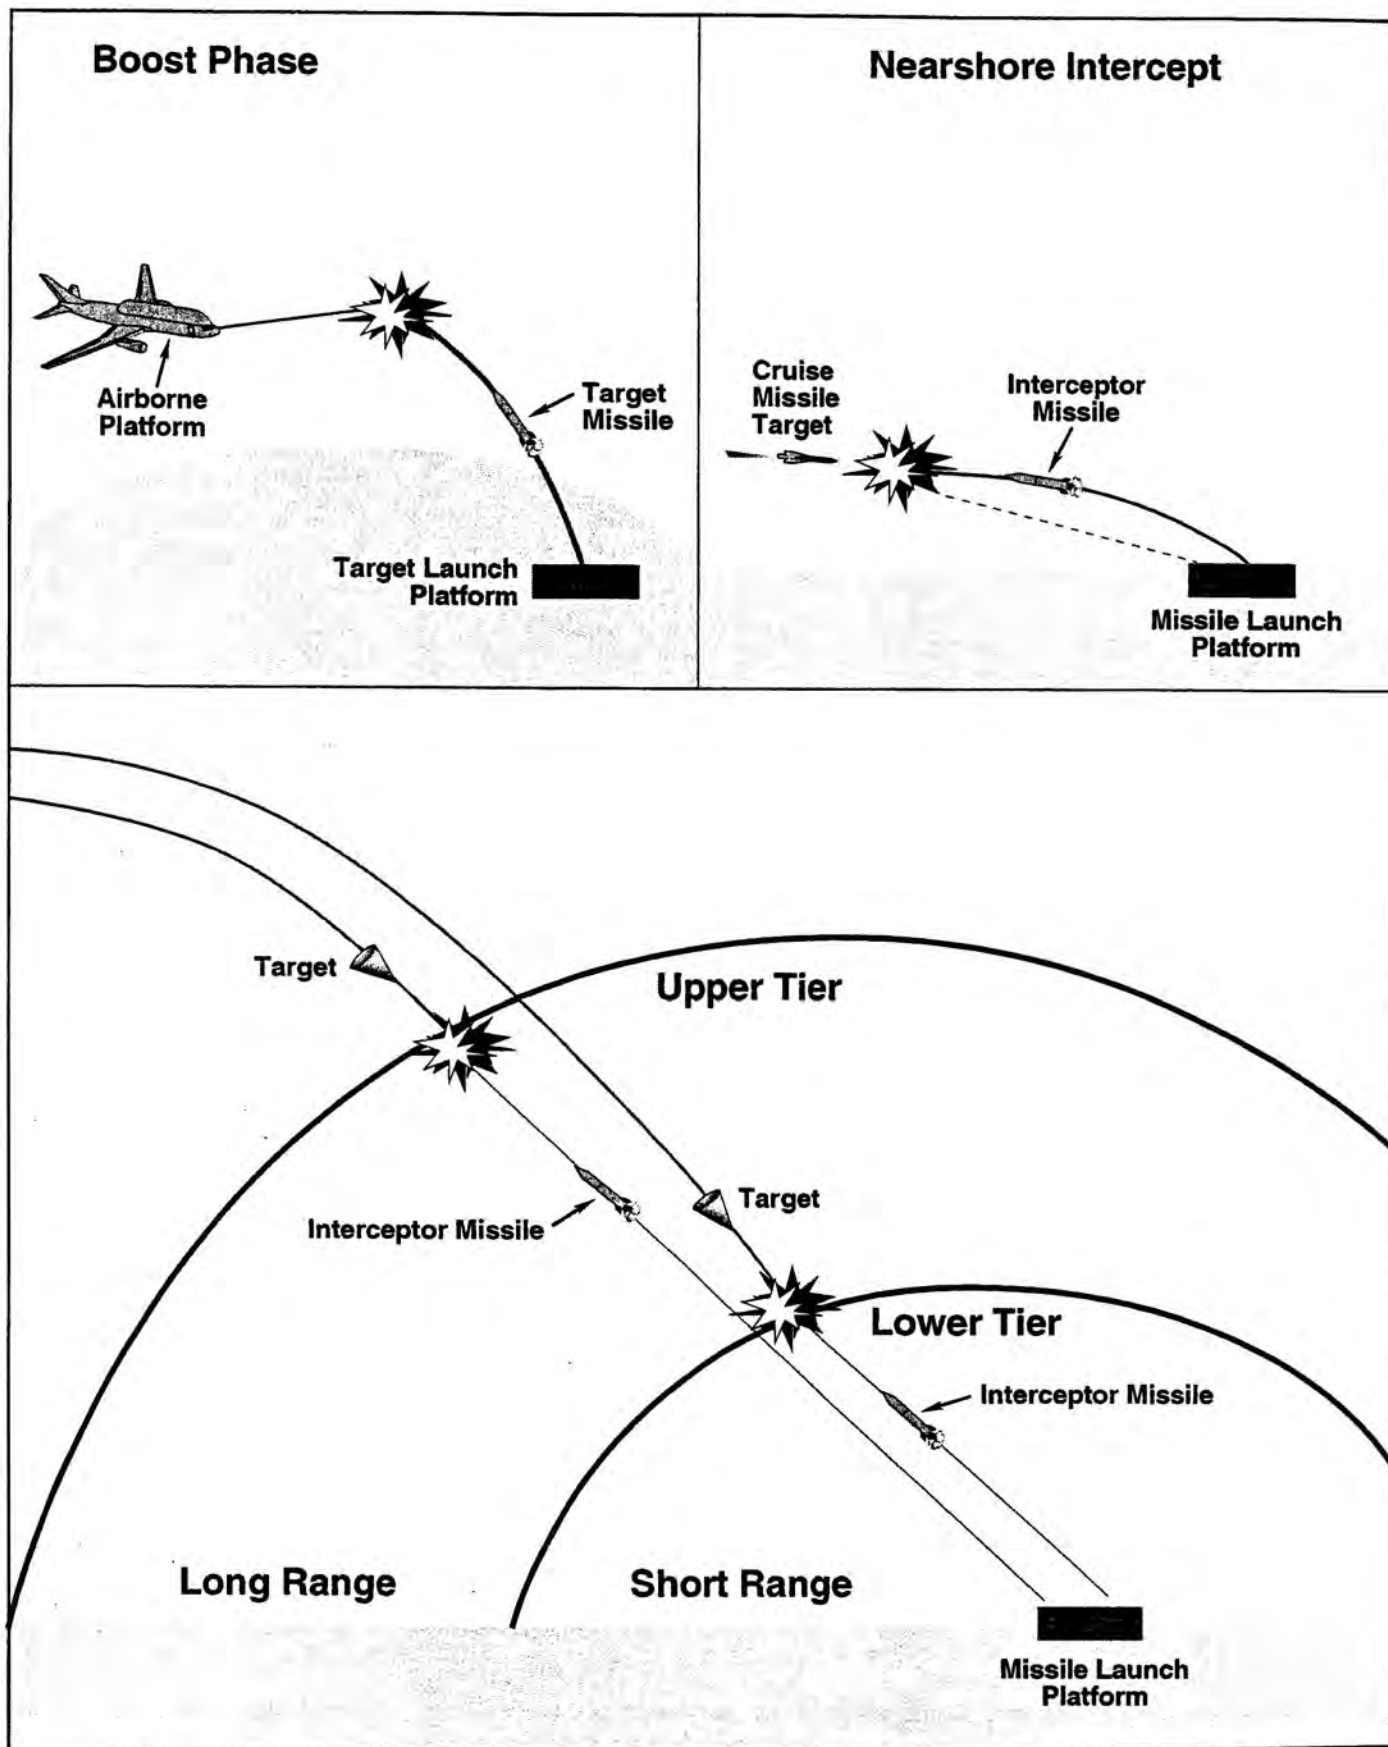 Boost Phase
Airborne
Platform
Target
Missile
Target Launch
Platform
Nearshore Intercept
Cruise
Missile
Target
Interceptor
Missile
Missile Launch
Platform
Target
Upper Tier
Interceptor Missile
Target
Lower Tier
Interceptor Missile
Long Range
Short Range
Missile Launch
Platform